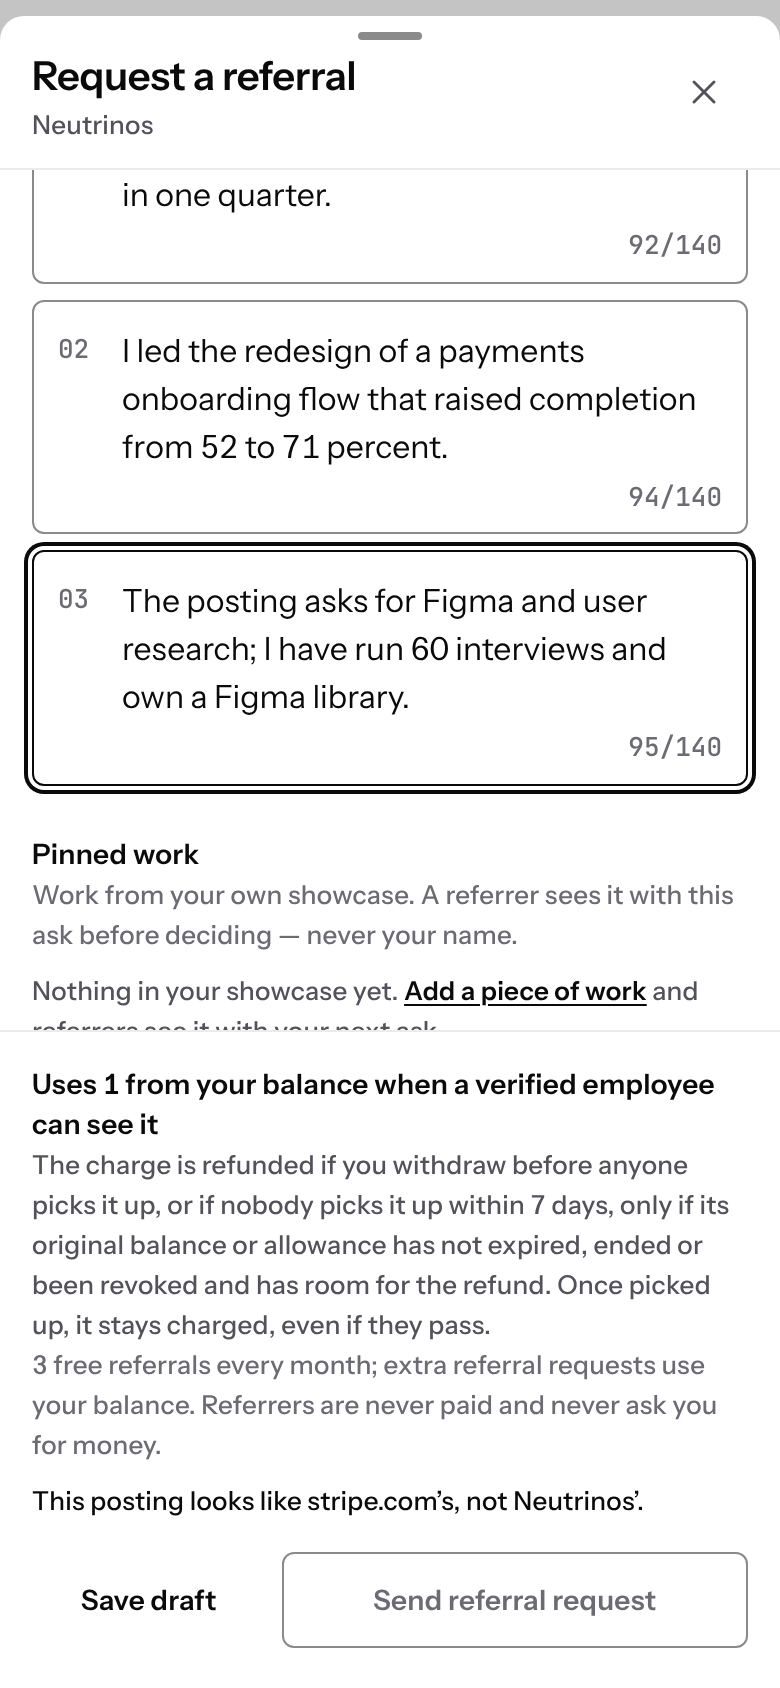 Request a referral
Neutrinos
in one quarter.
92/140
02
I led the redesign of a payments
onboarding flow that raised completion
from 52 to 71 percent.
94/140
03
The posting asks for Figma and user
research; I have run 60 interviews and
own a Figma library.
95/140
Pinned work
Work from your own showcase. A referrer sees it with this
ask before deciding — never your name.
Nothing in your showcase yet. Add a piece of work and
referrers see it with your next ask.
Uses 1 from your balance when a verified employee
can see it
The charge is refunded if you withdraw before anyone
picks it up, or if nobody picks it up within 7 days, only if its
original balance or allowance has not expired, ended or
been revoked and has room for the refund. Once picked
up, it stays charged, even if they pass.
3 free referrals every month; extra referral requests use
your balance. Referrers are never paid and never ask you
for money.
This posting looks like stripe.com’s, not Neutrinos’.
Save draft
Send referral request